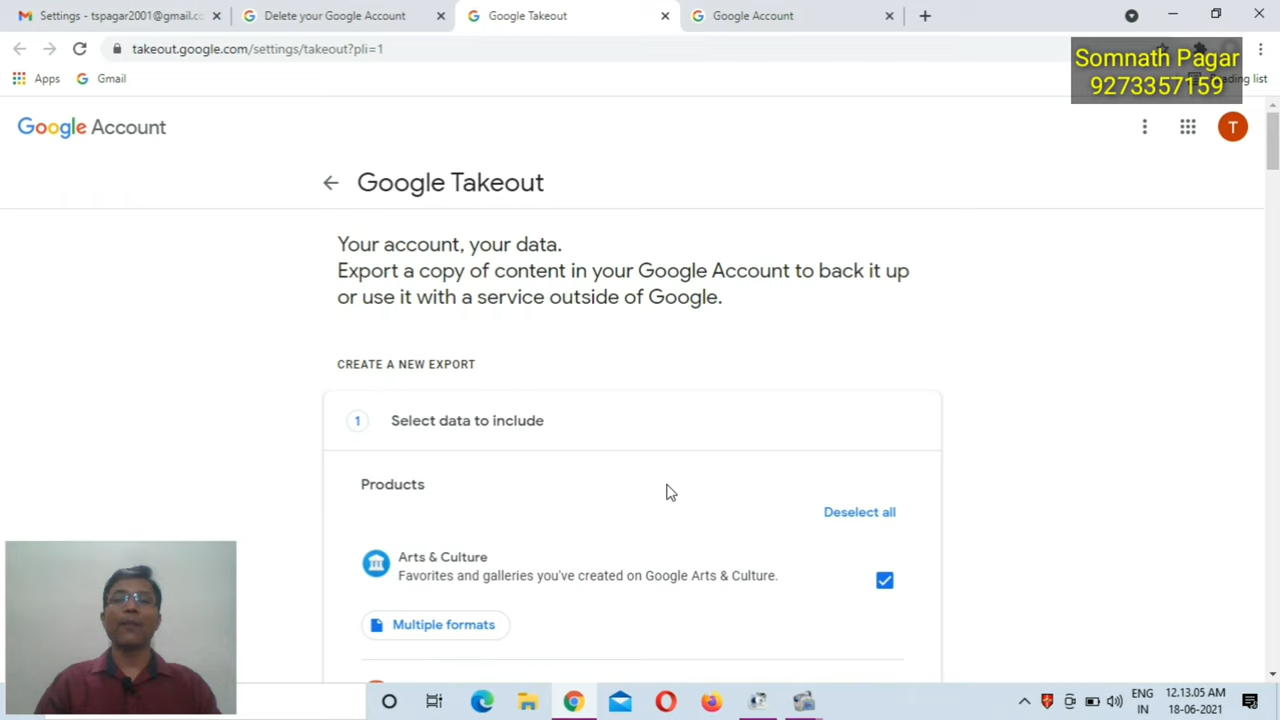 Settings - tspagar2001@gmail.co
Delete your Google Account
Google Takeout
Google Account
takeout.google.com/settings/takeout?pli=1
Somnath Pagar
9273357159
Apps
Gmail
Reading list
Google Account
T
Google Takeout
Your account, your data.
Export a copy of content in your Google Account to back it up
or use it with a service outside of Google.
CREATE A NEW EXPORT
1
Select data to include
Products
Deselect all
Arts & Culture
Favorites and galleries you've created on Google Arts & Culture.
Multiple formats
ENG
IN
12.13.05 AM
18-06-2021